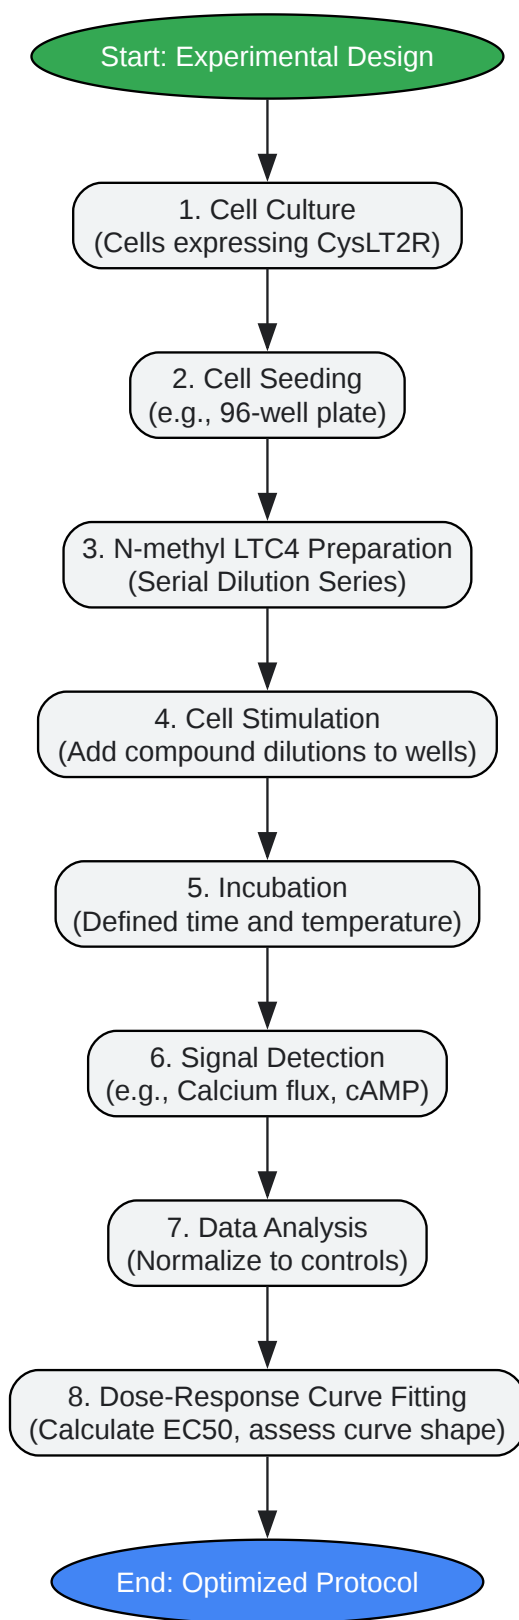 Start: Experimental Design
1. Cell Culture
(Cells expressing CysLT2R)
2. Cell Seeding
(e.g., 96-well plate)
3. N-methyl LTC4 Preparation
(Serial Dilution Series)
4. Cell Stimulation
(Add compound dilutions to wells)
5. Incubation
(Defined time and temperature)
6. Signal Detection
(e.g., Calcium flux, cAMP)
7. Data Analysis
(Normalize to controls)
8. Dose-Response Curve Fitting
(Calculate EC50, assess curve shape)
End: Optimized Protocol